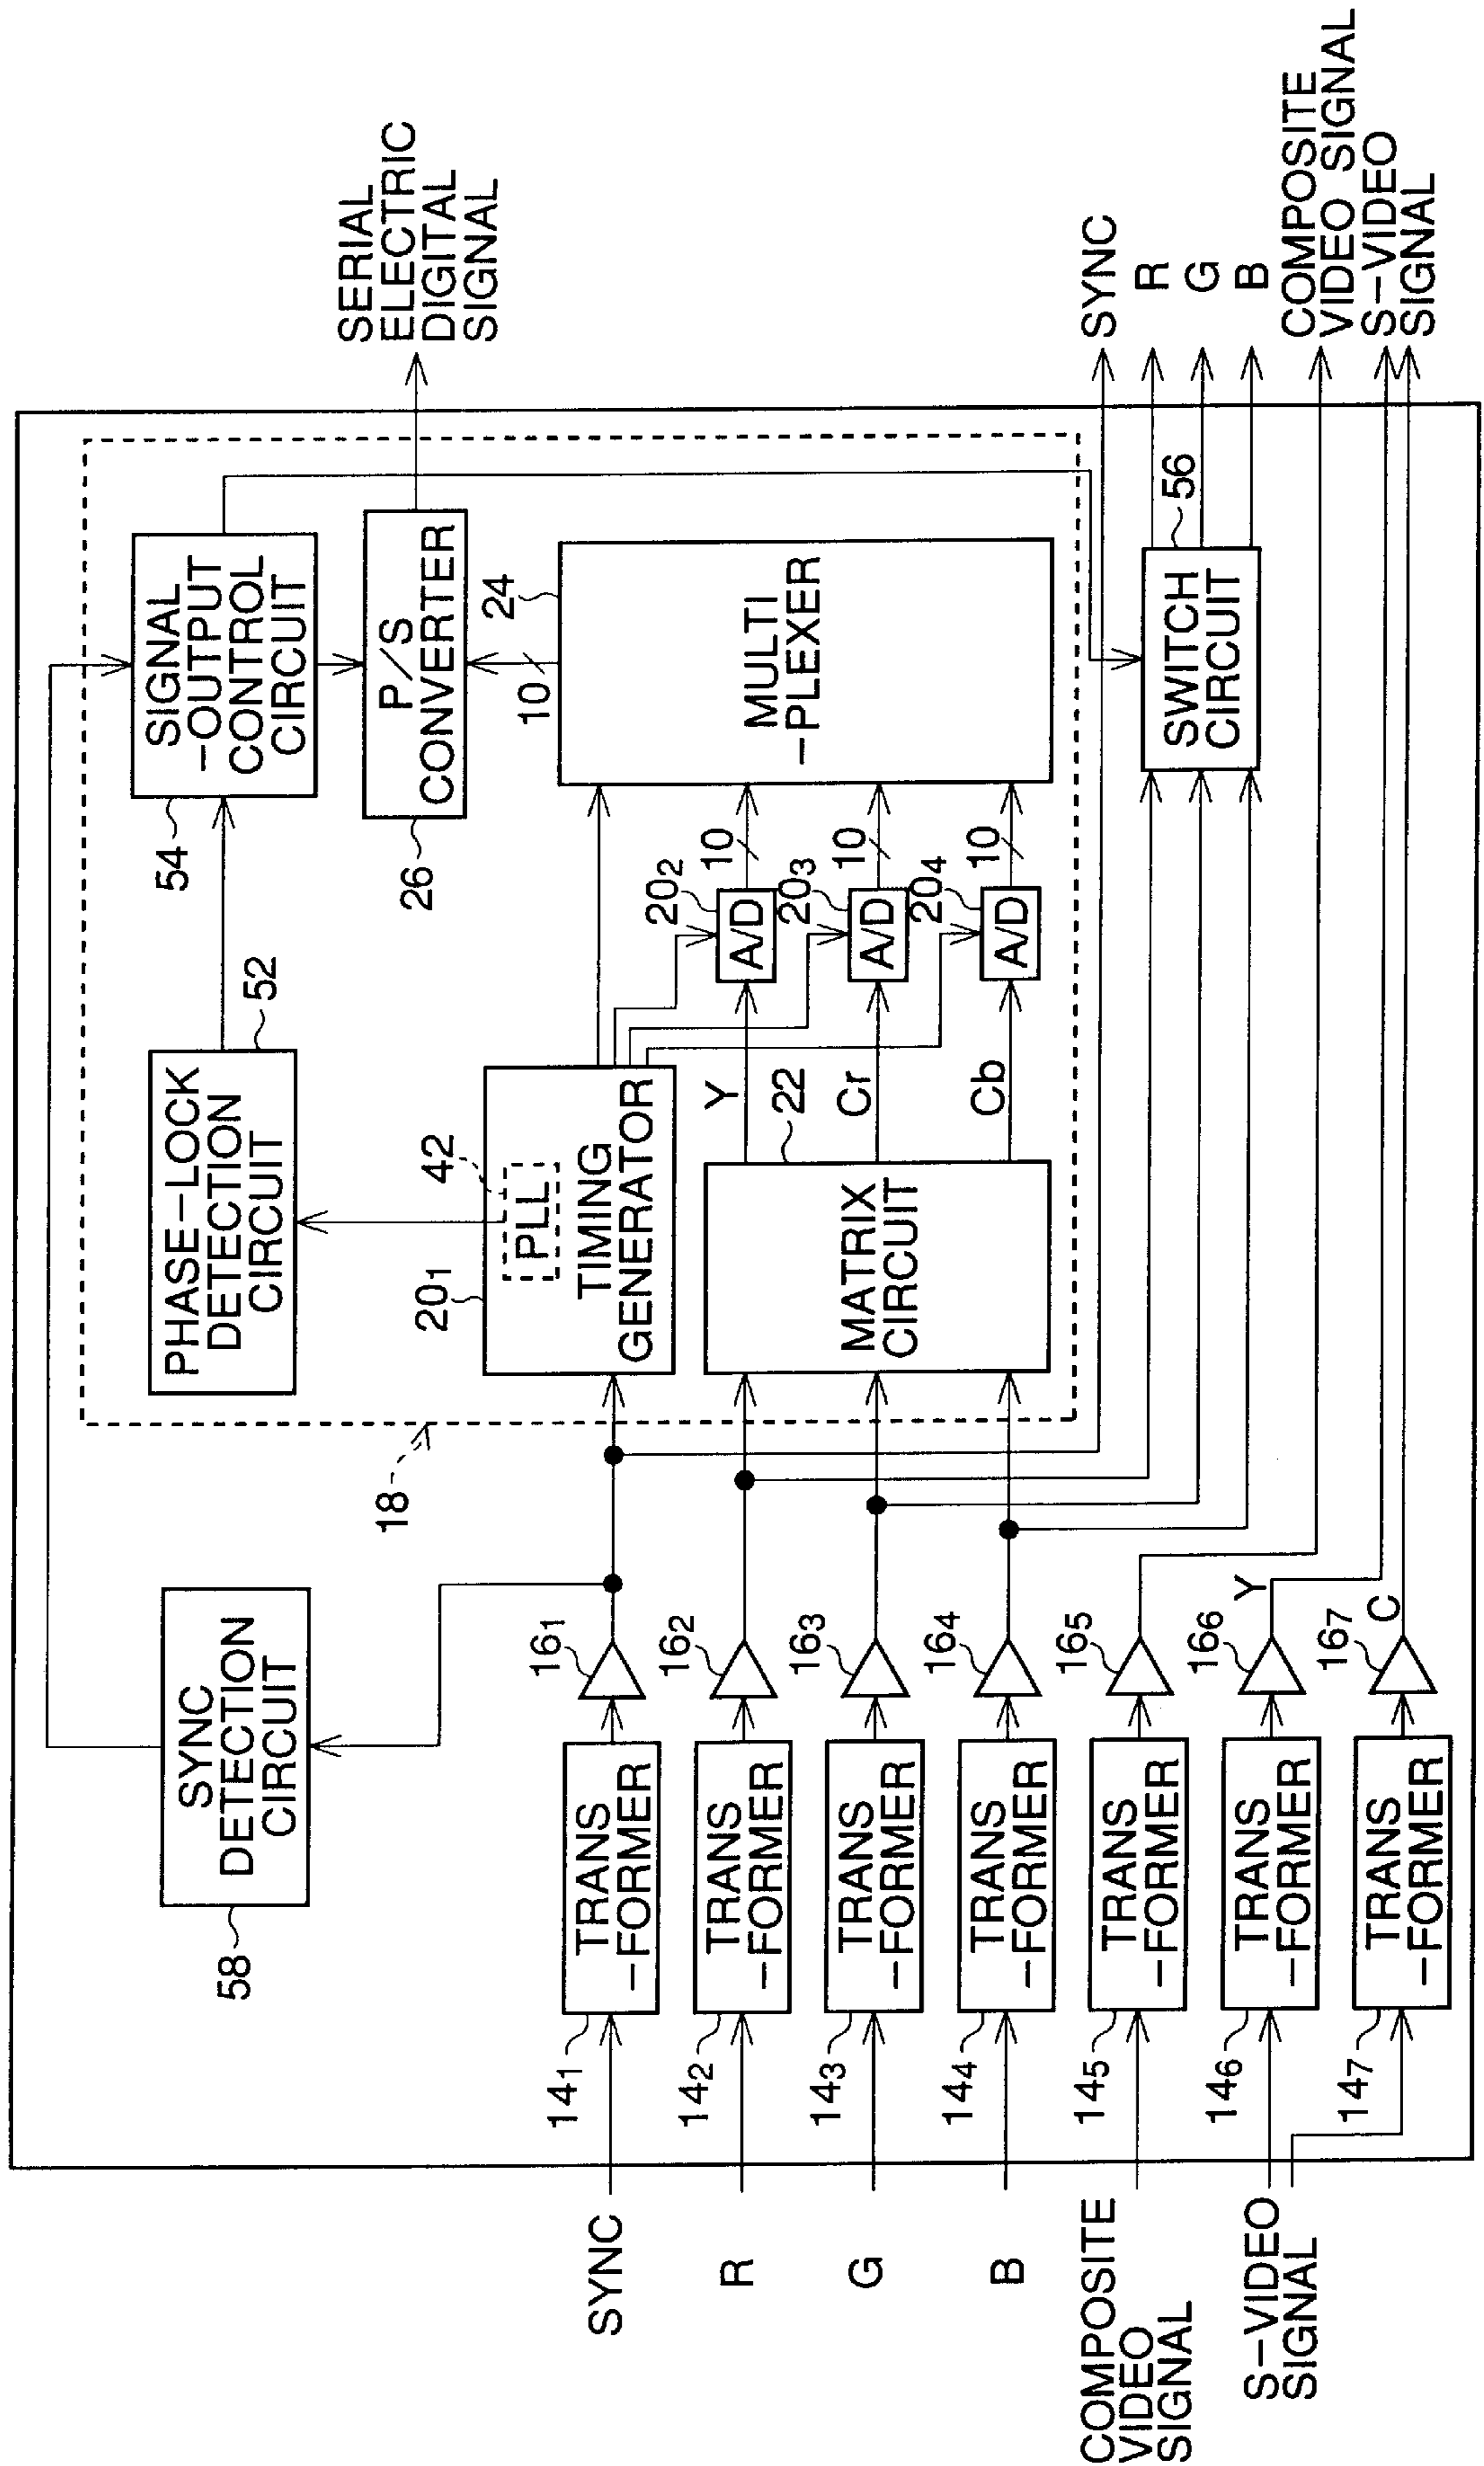 SYNC
DETECTION
CIRCUIT
58
PHASE-LOCK
DETECTION
CIRCUIT
52
SIGNAL
-OUTPUT
CONTROL
CIRCUIT
54
SERIAL
ELECTRIC
DIGITAL
SIGNAL
18
P/S
CONVERTER
26
PLL
42
TIMING
GENERATOR
201
10
24
MULTI
-PLEXER
MATRIX
CIRCUIT
22
Y
Cr
Cb
A/D
202
10
A/D
203
10
A/D
204
10
SWITCH
CIRCUIT
56
SYNC
141
TRANS
-FORMER
161
R
142
TRANS
-FORMER
162
G
143
TRANS
-FORMER
163
B
144
TRANS
-FORMER
164
COMPOSITE
VIDEO
SIGNAL
145
TRANS
-FORMER
165
S-VIDEO
SIGNAL
146
TRANS
-FORMER
166
Y
147
TRANS
-FORMER
167
C
SYNC
R
G
B
COMPOSITE
VIDEO SIGNAL
S-VIDEO
SIGNAL